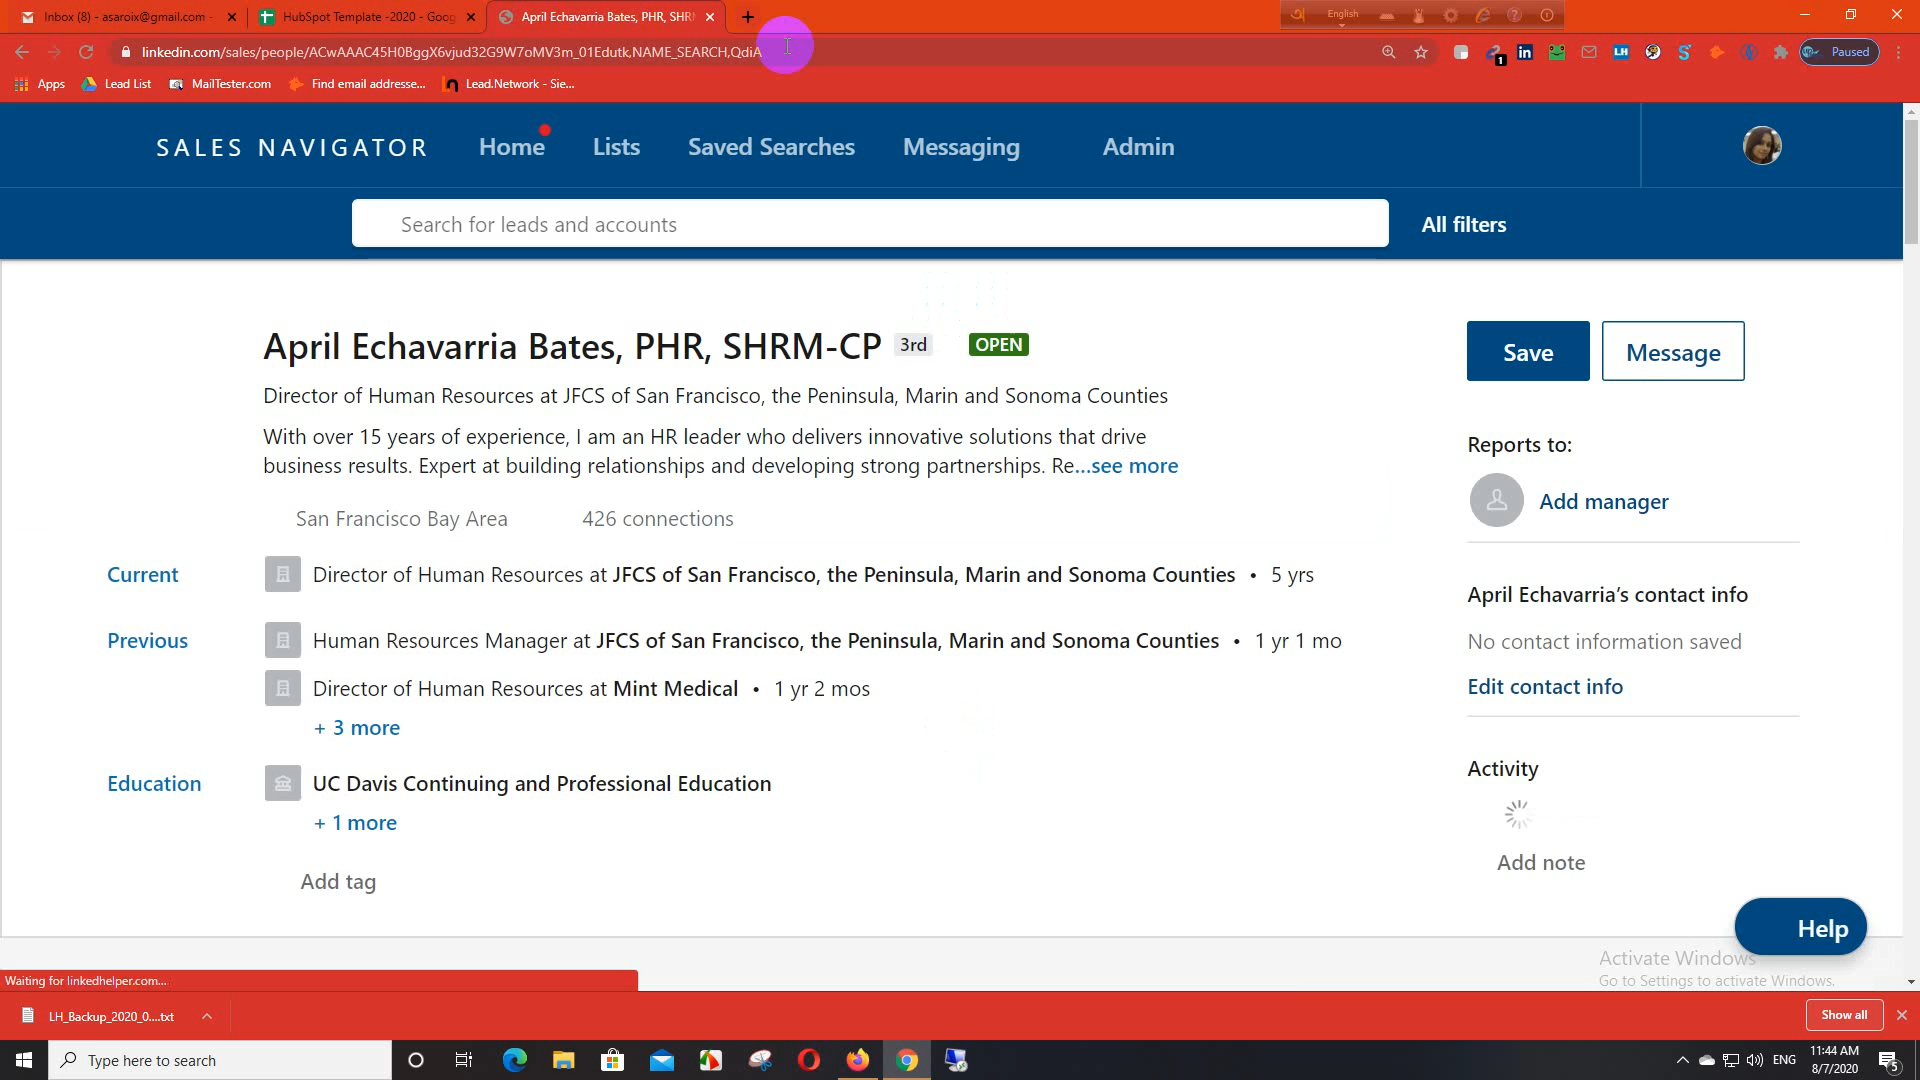 Inbox (8) - asaroix@gmail.com -
HubSpot Template -2020 - Goog
April Echavarria Bates, PHR, SHRM
English
linkedin.com/sales/people/ACwAAAC45H0BggX6vjud32G9W7oMV3m_01Edutk,NAME_SEARCH,QdiA
1
Paused
Apps
Lead List
MailTester.com
Find email addresse...
Lead.Network - Sie...
SALES NAVIGATOR
Home
Lists
Saved Searches
Messaging
Admin
Search for leads and accounts
All filters
April Echavarria Bates, PHR, SHRM-CP
3rd
OPEN
Save
Message
Director of Human Resources at JFCS of San Francisco, the Peninsula, Marin and Sonoma Counties
With over 15 years of experience, I am an HR leader who delivers innovative solutions that drive
business results. Expert at building relationships and developing strong partnerships. Re...see more
San Francisco Bay Area
426 connections
Reports to:
Add manager
Current
Director of Human Resources at JFCS of San Francisco, the Peninsula, Marin and Sonoma Counties • 5 yrs
Previous
Human Resources Manager at JFCS of San Francisco, the Peninsula, Marin and Sonoma Counties • 1 yr 1 mo
Director of Human Resources at Mint Medical • 1 yr 2 mos
+ 3 more
April Echavarria's contact info
No contact information saved
Edit contact info
Education
UC Davis Continuing and Professional Education
+ 1 more
Activity
Add note
Add tag
Help
Activate Windows
Go to Settings to activate Windows.
Waiting for linkedhelper.com...
LH_Backup_2020_0....txt
Show all
Type here to search
ENG
11:44 AM
8/7/2020
5